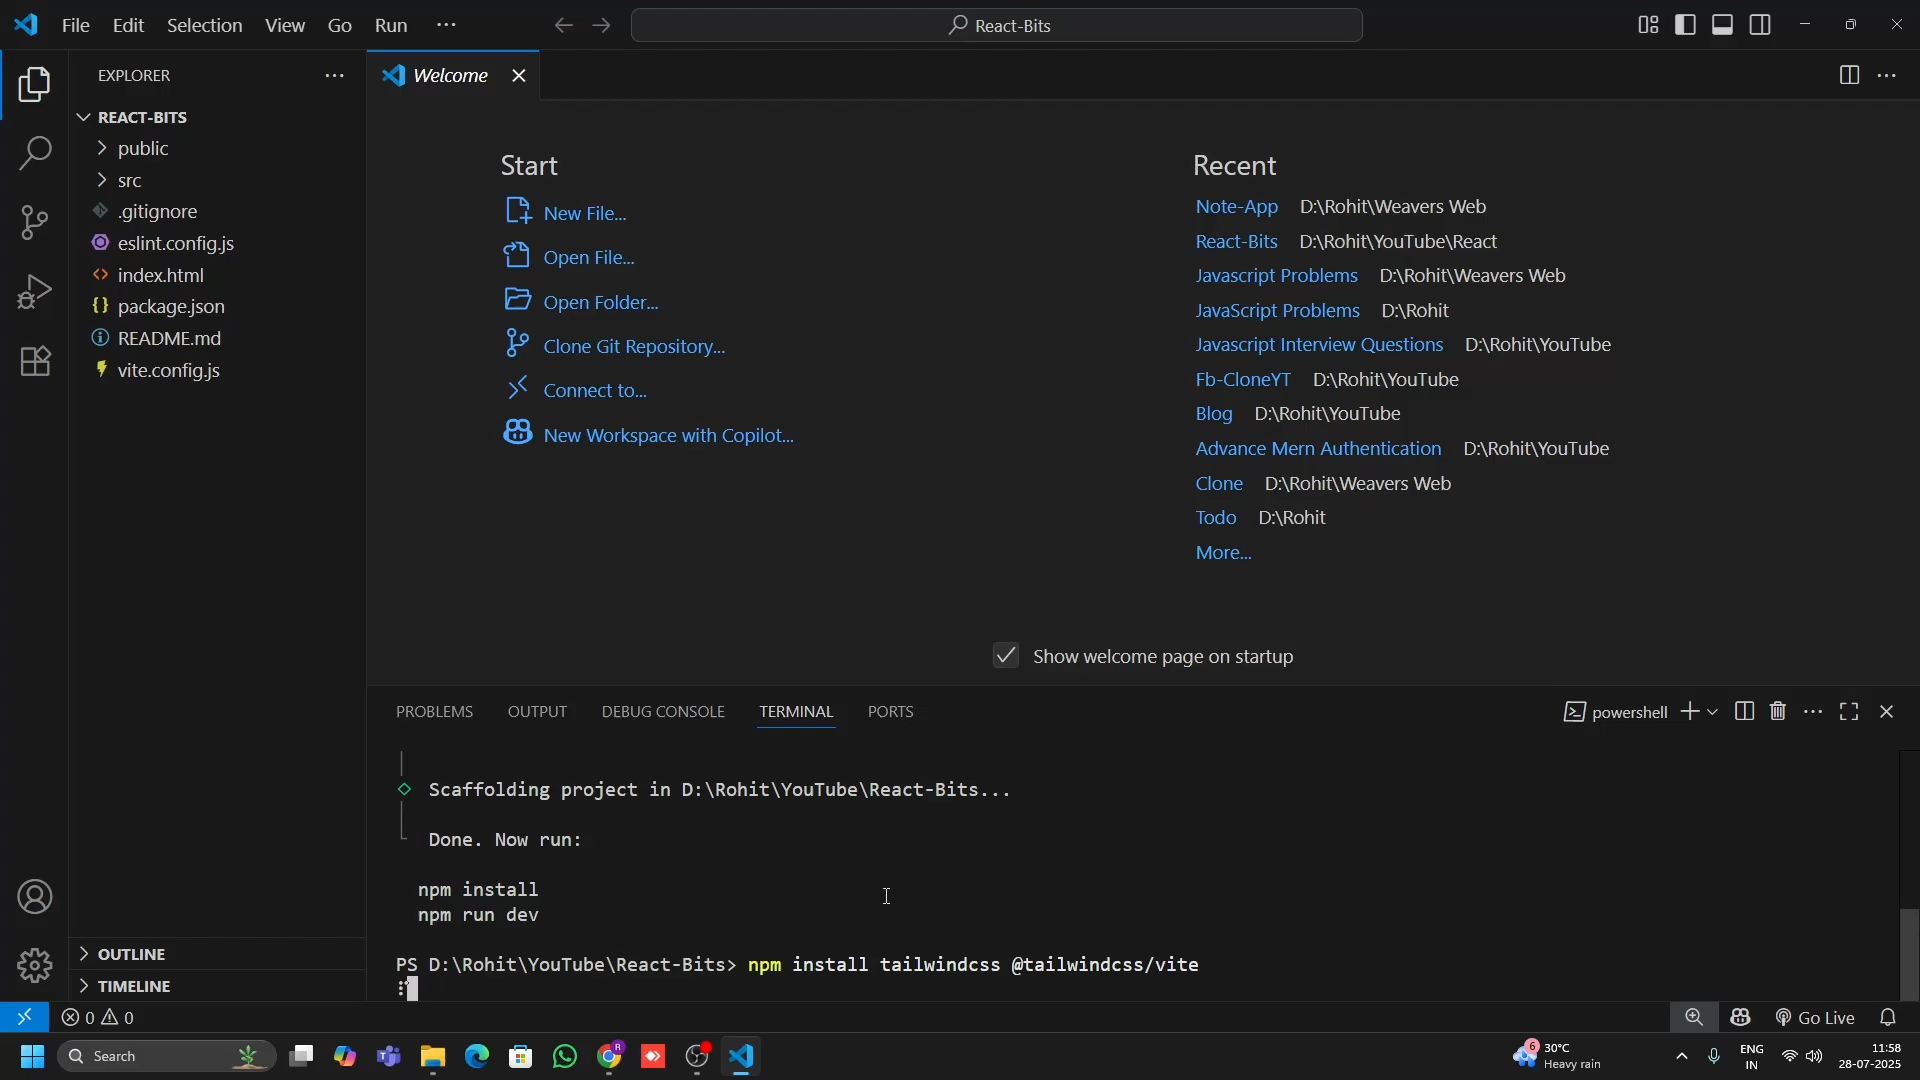 File Edit Selection View Go Run ···
React-Bits
EXPLORER
REACT-BITS
public
src
.gitignore
eslint.config.js
index.html
package.json
README.md
vite.config.js
OUTLINE
TIMELINE
Welcome
Start
New File...
Open File...
Open Folder...
Clone Git Repository...
Connect to...
New Workspace with Copilot...
Recent
Note-App D:\Rohit\Weavers Web
React-Bits D:\Rohit\YouTube\React
Javascript Problems D:\Rohit\Weavers Web
JavaScript Problems D:\Rohit
Javascript Interview Questions D:\Rohit\YouTube
Fb-CloneYT D:\Rohit\YouTube
Blog D:\Rohit\YouTube
Advance Mern Authentication D:\Rohit\YouTube
Clone D:\Rohit\Weavers Web
Todo D:\Rohit
More...
Show welcome page on startup
PROBLEMS OUTPUT DEBUG CONSOLE TERMINAL PORTS
powershell
Scaffolding project in D:\Rohit\YouTube\React-Bits...
Done. Now run:
npm install
npm run dev
PS D:\Rohit\YouTube\React-Bits> npm install tailwindcss @tailwindcss/vite
0 0
Go Live
Search
R
6
30°C
Heavy rain
ENG
IN
11:58
28-07-2025